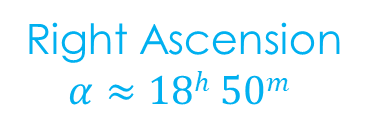 Right Ascension
α ≈ 18ʰ 50ᵐ